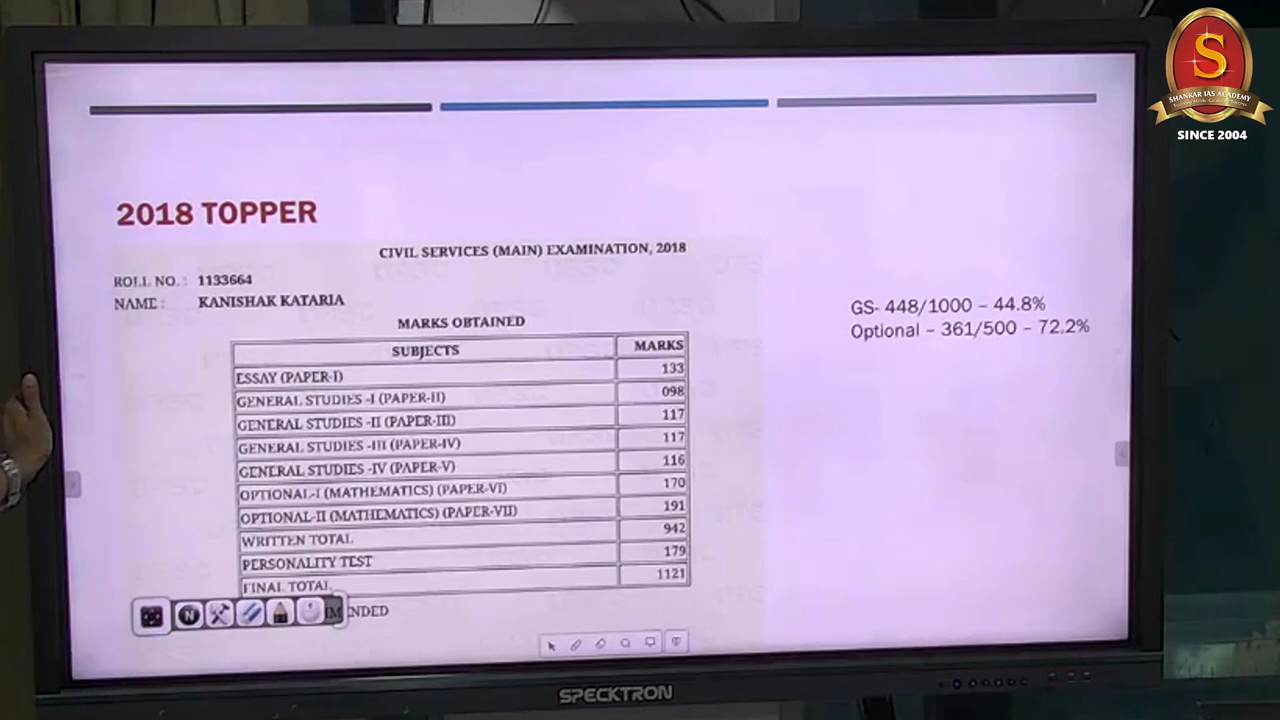 S
SHANKAR IAS ACADEMY
SINCE 2004
2018 TOPPER
CIVIL SERVICES (MAIN) EXAMINATION, 2018
ROLL NO. : 1133664
NAME : KANISHAK KATARIA
MARKS OBTAINED
SUBJECTS MARKS
ESSAY (PAPER-I) 133
GENERAL STUDIES -I (PAPER-II) 098
GENERAL STUDIES -II (PAPER-III) 117
GENERAL STUDIES -III (PAPER-IV) 117
GENERAL STUDIES -IV (PAPER-V) 116
OPTIONAL-I (MATHEMATICS) (PAPER-VI) 170
OPTIONAL-II (MATHEMATICS) (PAPER-VII) 191
WRITTEN TOTAL 942
PERSONALITY TEST 179
FINAL TOTAL 1121
NDED
GS- 448/1000 – 44.8%
Optional – 361/500 – 72.2%
N
SPECKTRON